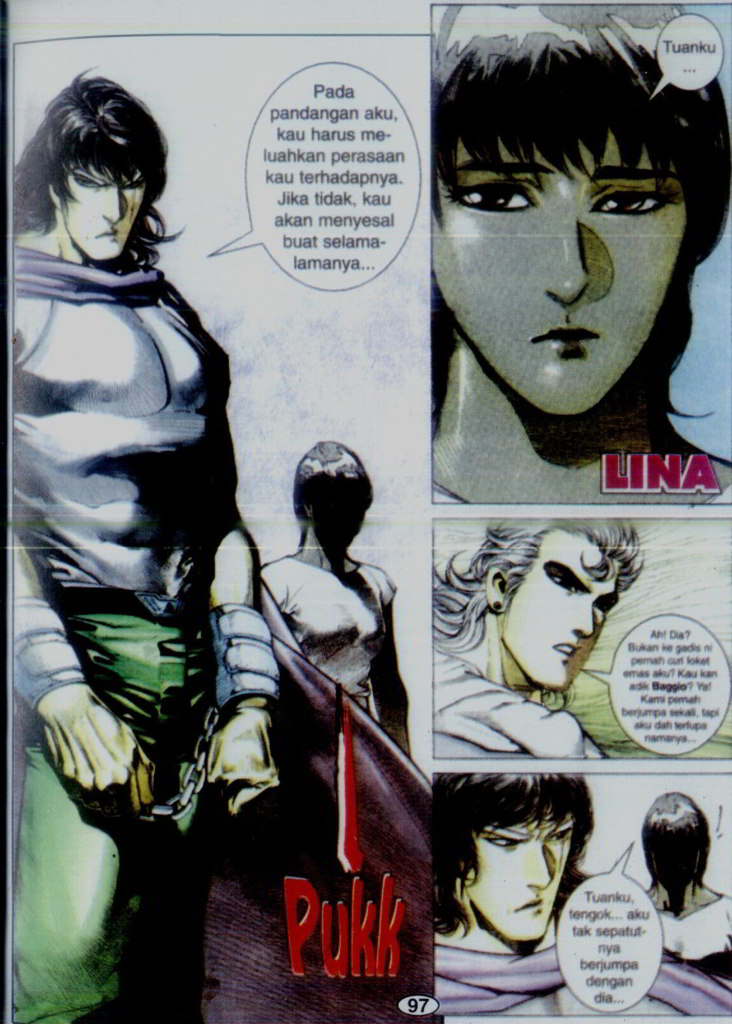 Pada
pandangan aku,
kau harus me-
luahkan perasaan
kau terhadapnya.
Jika tidak, kau
akan menyesal
buat selama-
lamanya...
Tuanku
...
LINA
Pukk
Ah! Dia?
Bukan ke gadis ni
pernah curi loket
emas aku? Kau kan
adik Baggio? Ya!
Kami pernah
berjumpa sekali, tapi
aku dah terlupa
namanya...
!
Tuanku,
tengok... aku
tak sepatut-
nya
berjumpa
dengan
dia...
97